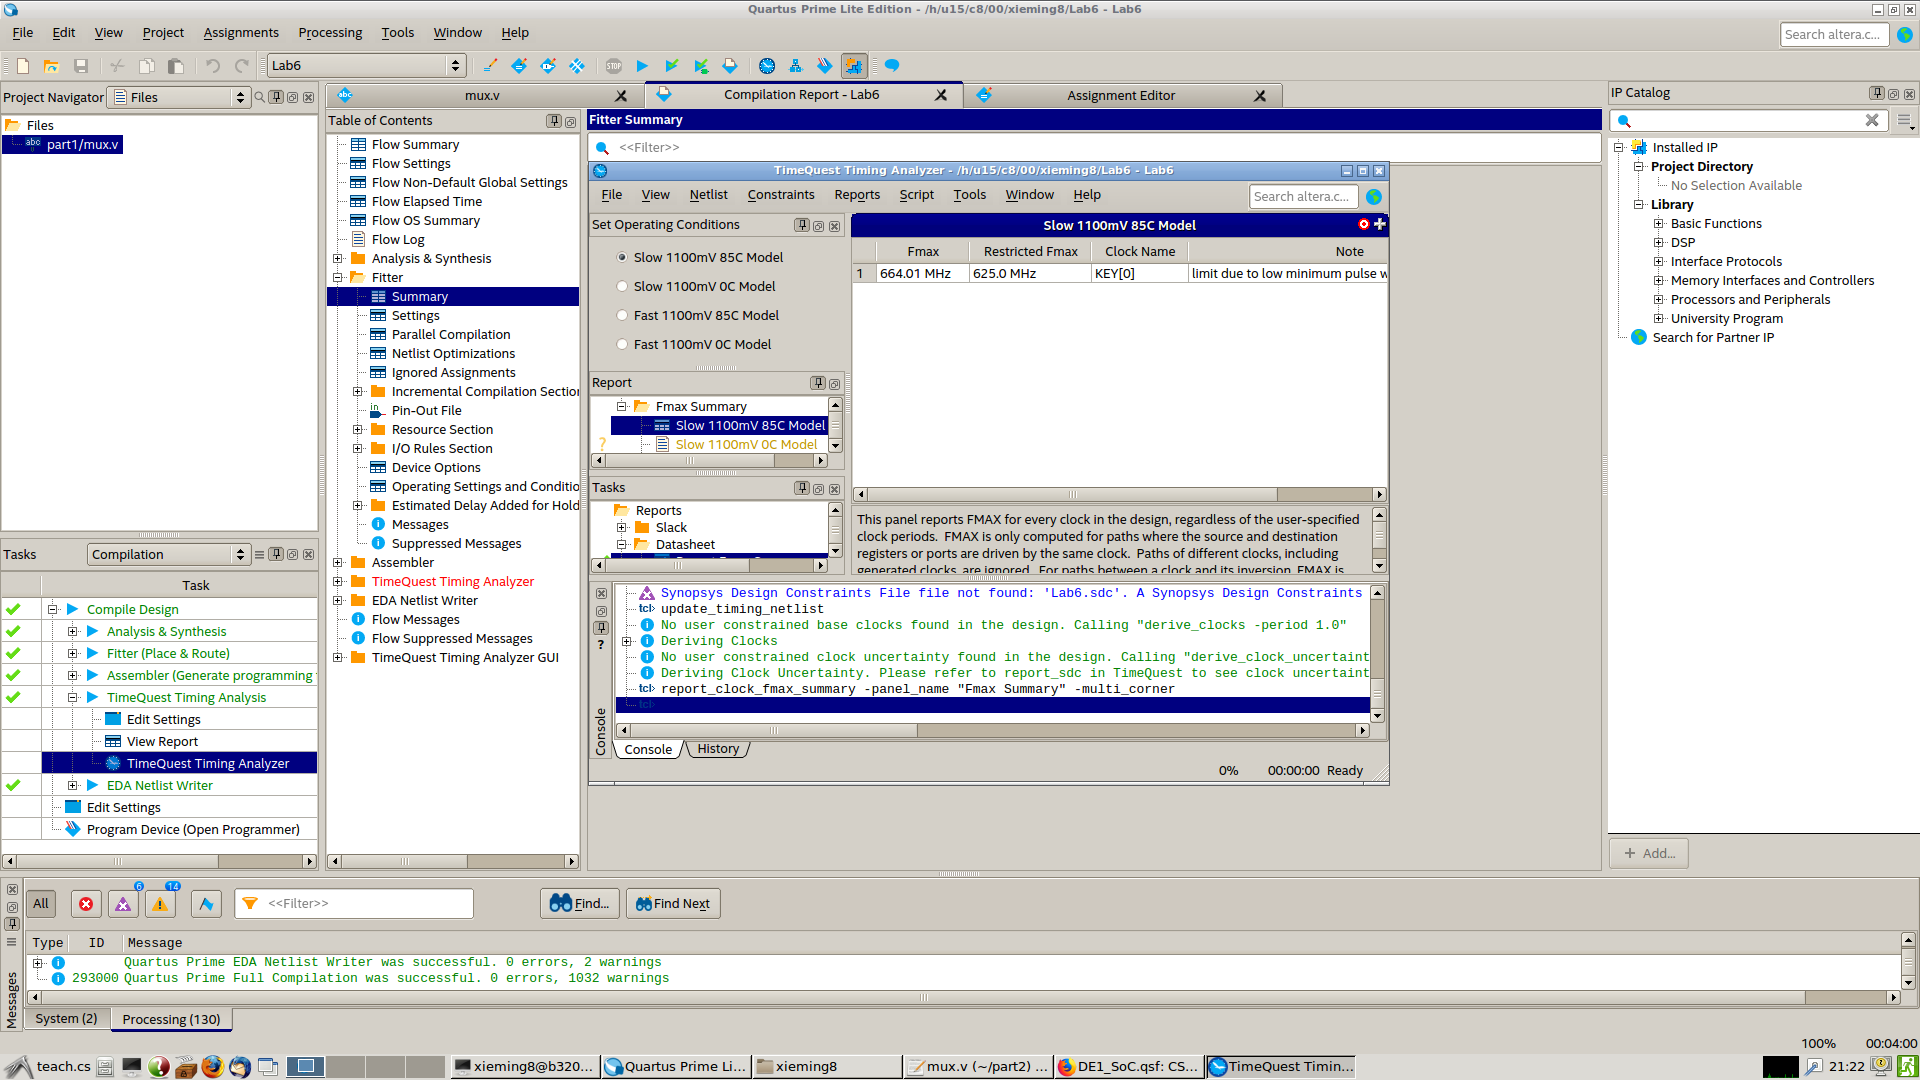 Quartus Prime Lite Edition - /h/u15/c8/00/xieming8/Lab6 - Lab6
File Edit View Project Assignments Processing Tools Window Help
Search altera.c...
Lab6
STOP
Project Navigator Files
Files
abc part1/mux.v
Tasks Compilation
Task
Compile Design
Analysis & Synthesis
Fitter (Place & Route)
Assembler (Generate programming
TimeQuest Timing Analysis
Edit Settings
View Report
TimeQuest Timing Analyzer
EDA Netlist Writer
Edit Settings
Program Device (Open Programmer)
abc mux.v
Compilation Report - Lab6
Assignment Editor
Table of Contents
Flow Summary
Flow Settings
Flow Non-Default Global Settings
Flow Elapsed Time
Flow OS Summary
Flow Log
Analysis & Synthesis
Fitter
Summary
Settings
Parallel Compilation
Netlist Optimizations
Ignored Assignments
Incremental Compilation Section
Pin-Out File
Resource Section
I/O Rules Section
Device Options
Operating Settings and Conditio
Estimated Delay Added for Hold
Messages
Suppressed Messages
Assembler
TimeQuest Timing Analyzer
EDA Netlist Writer
Flow Messages
Flow Suppressed Messages
TimeQuest Timing Analyzer GUI
Fitter Summary
<<Filter>>
TimeQuest Timing Analyzer - /h/u15/c8/00/xieming8/Lab6 - Lab6
File View Netlist Constraints Reports Script Tools Window Help
Search altera.c...
Set Operating Conditions
Slow 1100mV 85C Model
Slow 1100mV 0C Model
Fast 1100mV 85C Model
Fast 1100mV 0C Model
Report
Fmax Summary
Slow 1100mV 85C Model
? Slow 1100mV 0C Model
Tasks
Reports
Slack
Datasheet
Slow 1100mV 85C Model
Fmax Restricted Fmax Clock Name Note
1 664.01 MHz 625.0 MHz KEY[0] limit due to low minimum pulse w
This panel reports FMAX for every clock in the design, regardless of the user-specified
clock periods. FMAX is only computed for paths where the source and destination
registers or ports are driven by the same clock. Paths of different clocks, including
generated clocks, are ignored. For paths between a clock and its inversion, FMAX is
Synopsys Design Constraints File file not found: 'Lab6.sdc'. A Synopsys Design Constraints
tcl> update_timing_netlist
No user constrained base clocks found in the design. Calling "derive_clocks -period 1.0"
Deriving Clocks
No user constrained clock uncertainty found in the design. Calling "derive_clock_uncertaint
Deriving Clock Uncertainty. Please refer to report_sdc in TimeQuest to see clock uncertaint
tcl> report_clock_fmax_summary -panel_name "Fmax Summary" -multi_corner
tcl>
Console
Console History
0% 00:00:00 Ready
IP Catalog
Installed IP
Project Directory
No Selection Available
Library
Basic Functions
DSP
Interface Protocols
Memory Interfaces and Controllers
Processors and Peripherals
University Program
Search for Partner IP
+ Add...
All
6
14
<<Filter>>
Find...
Find Next
Type ID Message
Quartus Prime EDA Netlist Writer was successful. 0 errors, 2 warnings
293000 Quartus Prime Full Compilation was successful. 0 errors, 1032 warnings
Messages
System (2) Processing (130)
100% 00:04:00
teach.cs
xieming8@b320...
Quartus Prime Li...
xieming8
mux.v (~/part2) ...
DE1_SoC.qsf: CS...
TimeQuest Timin...
21:22